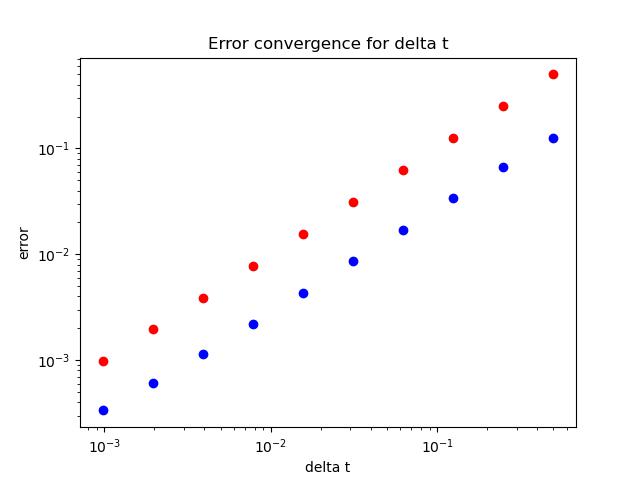 Error convergence for delta t
error
10⁻¹
10⁻²
10⁻³
10⁻³ 10⁻² 10⁻¹
delta t